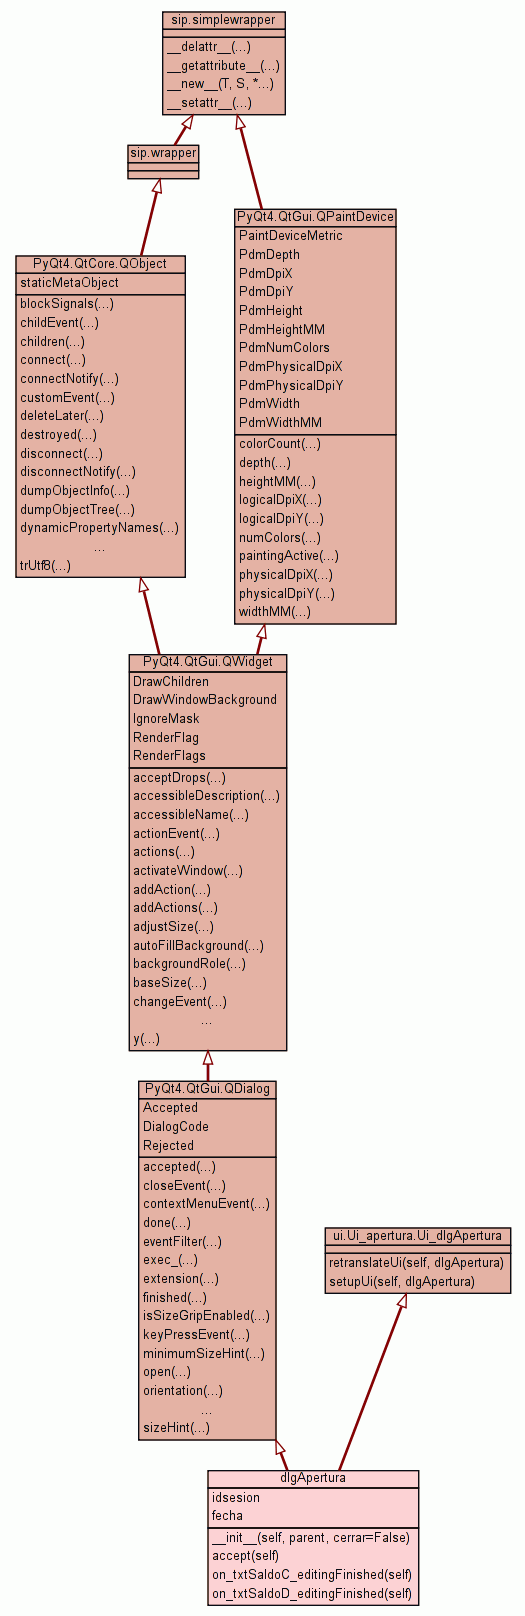 sip.simplewrapper
__delattr__(...)
__getattribute__(...)
__new__(T, S, *...)
__setattr__(...)
sip.wrapper
PyQt4.QtCore.QObject
staticMetaObject
blockSignals(...)
childEvent(...)
children(...)
connect(...)
connectNotify(...)
customEvent(...)
deleteLater(...)
destroyed(...)
disconnect(...)
disconnectNotify(...)
dumpObjectInfo(...)
dumpObjectTree(...)
dynamicPropertyNames(...)
...
trUtf8(...)
PyQt4.QtGui.QPaintDevice
PaintDeviceMetric
PdmDepth
PdmDpiX
PdmDpiY
PdmHeight
PdmHeightMM
PdmNumColors
PdmPhysicalDpiX
PdmPhysicalDpiY
PdmWidth
PdmWidthMM
colorCount(...)
depth(...)
heightMM(...)
logicalDpiX(...)
logicalDpiY(...)
numColors(...)
paintingActive(...)
physicalDpiX(...)
physicalDpiY(...)
widthMM(...)
PyQt4.QtGui.QWidget
DrawChildren
DrawWindowBackground
IgnoreMask
RenderFlag
RenderFlags
acceptDrops(...)
accessibleDescription(...)
accessibleName(...)
actionEvent(...)
actions(...)
activateWindow(...)
addAction(...)
addActions(...)
adjustSize(...)
autoFillBackground(...)
backgroundRole(...)
baseSize(...)
changeEvent(...)
...
y(...)
PyQt4.QtGui.QDialog
Accepted
DialogCode
Rejected
accepted(...)
closeEvent(...)
contextMenuEvent(...)
done(...)
eventFilter(...)
exec_(...)
extension(...)
finished(...)
isSizeGripEnabled(...)
keyPressEvent(...)
minimumSizeHint(...)
open(...)
orientation(...)
...
sizeHint(...)
ui.Ui_apertura.Ui_dlgApertura
retranslateUi(self, dlgApertura)
setupUi(self, dlgApertura)
dlgApertura
idsesion
fecha
__init__(self, parent, cerrar=False)
accept(self)
on_txtSaldoC_editingFinished(self)
on_txtSaldoD_editingFinished(self)